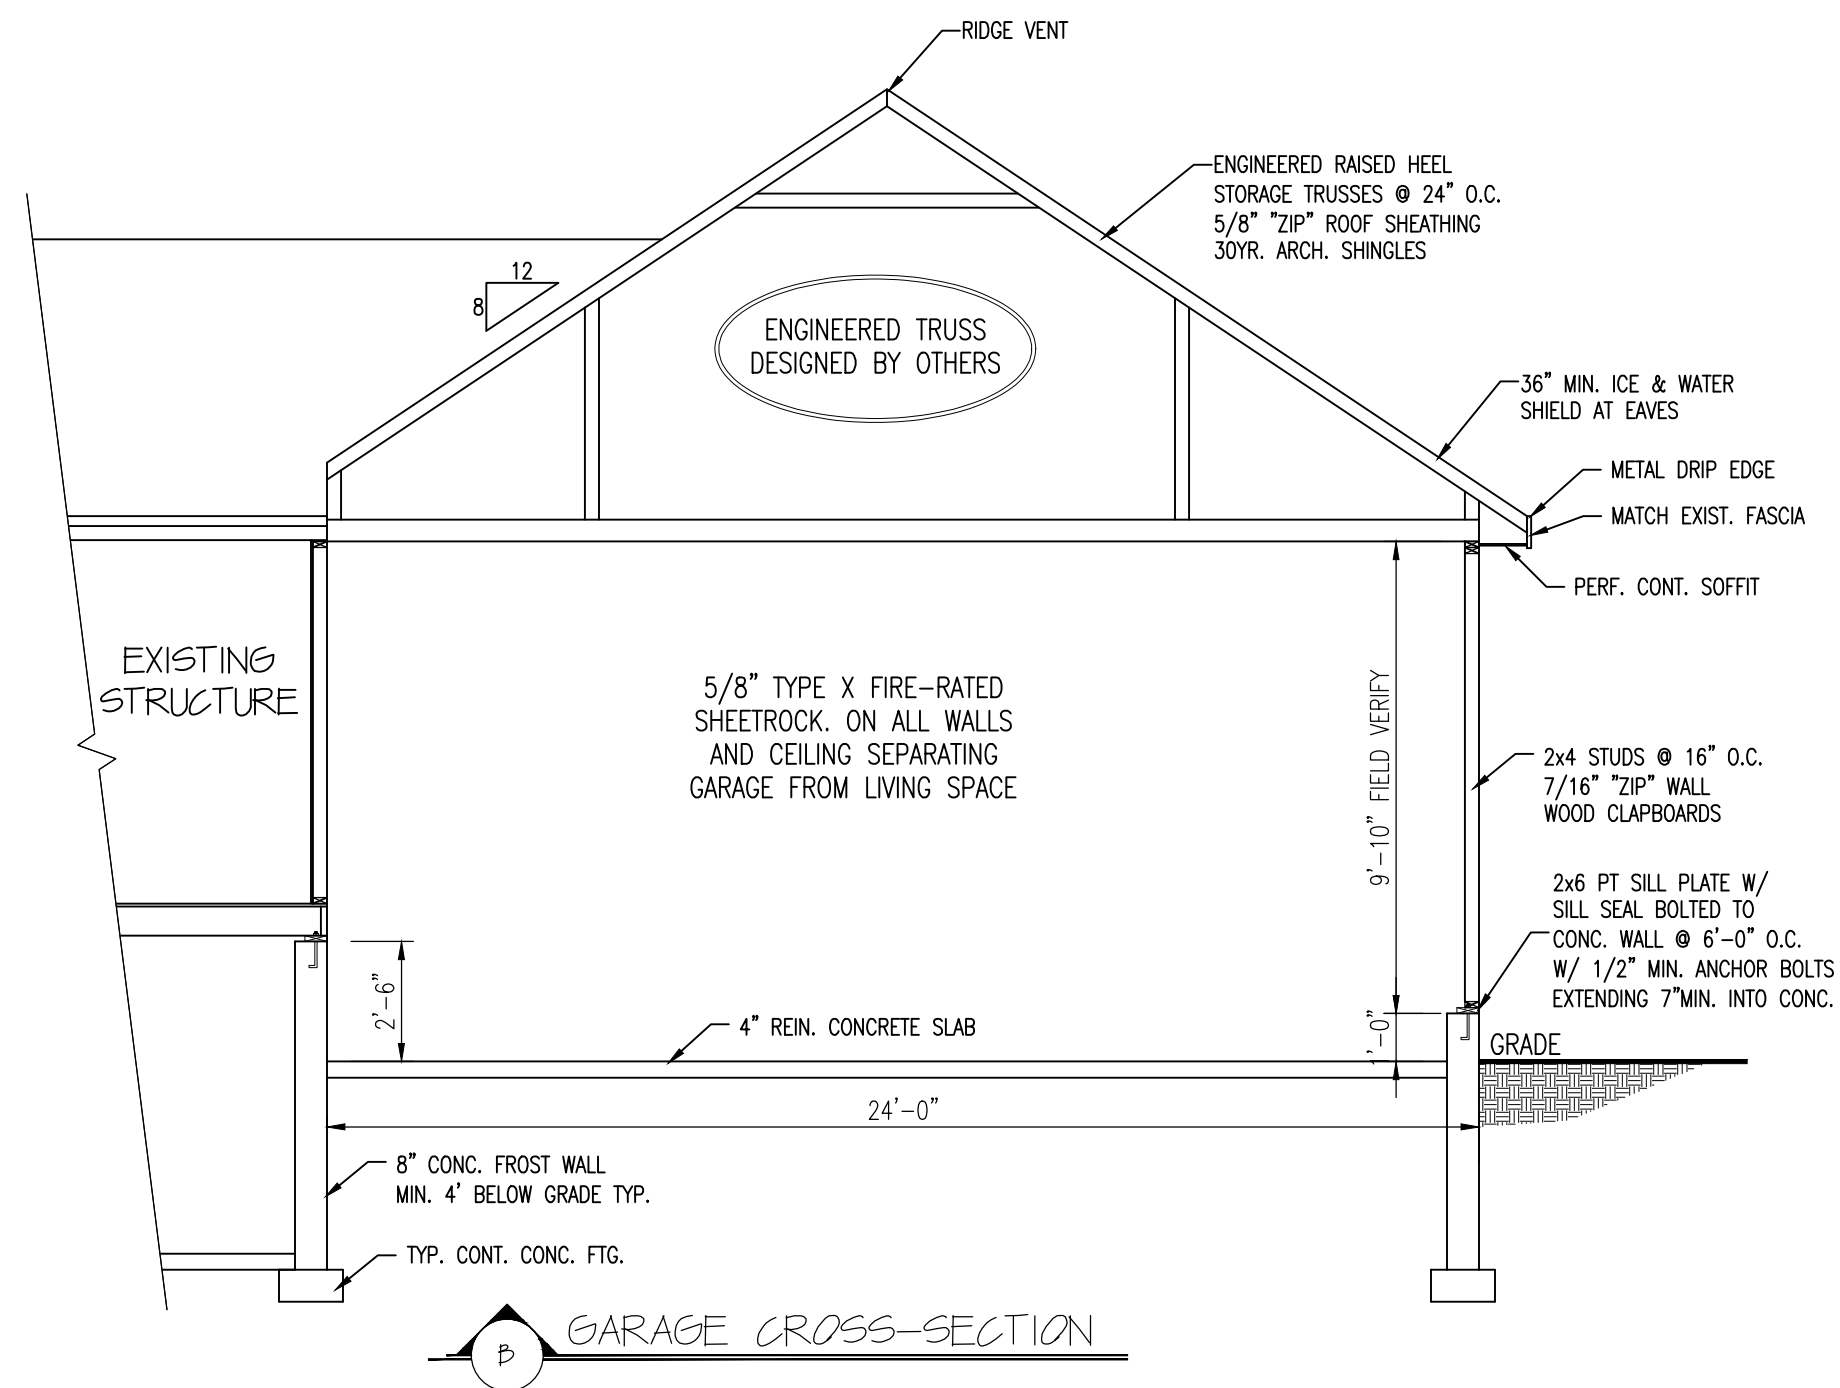 RIDGE VENT
ENGINEERED RAISED HEEL
STORAGE TRUSSES @ 24" O.C.
5/8" "ZIP" ROOF SHEATHING
30YR. ARCH. SHINGLES
12
8
ENGINEERED TRUSS
DESIGNED BY OTHERS
36" MIN. ICE & WATER
SHIELD AT EAVES
METAL DRIP EDGE
MATCH EXIST. FASCIA
PERF. CONT. SOFFIT
EXISTING
STRUCTURE
5/8" TYPE X FIRE-RATED
SHEETROCK. ON ALL WALLS
AND CEILING SEPARATING
GARAGE FROM LIVING SPACE
9'-10" FIELD VERIFY
2x4 STUDS @ 16" O.C.
7/16" "ZIP" WALL
WOOD CLAPBOARDS
2x6 PT SILL PLATE W/
SILL SEAL BOLTED TO
CONC. WALL @ 6'-0" O.C.
W/ 1/2" MIN. ANCHOR BOLTS
EXTENDING 7"MIN. INTO CONC.
2'-6"
4" REIN. CONCRETE SLAB
1'-0"
GRADE
24'-0"
8" CONC. FROST WALL
MIN. 4' BELOW GRADE TYP.
TYP. CONT. CONC. FTG.
GARAGE CROSS-SECTION
B